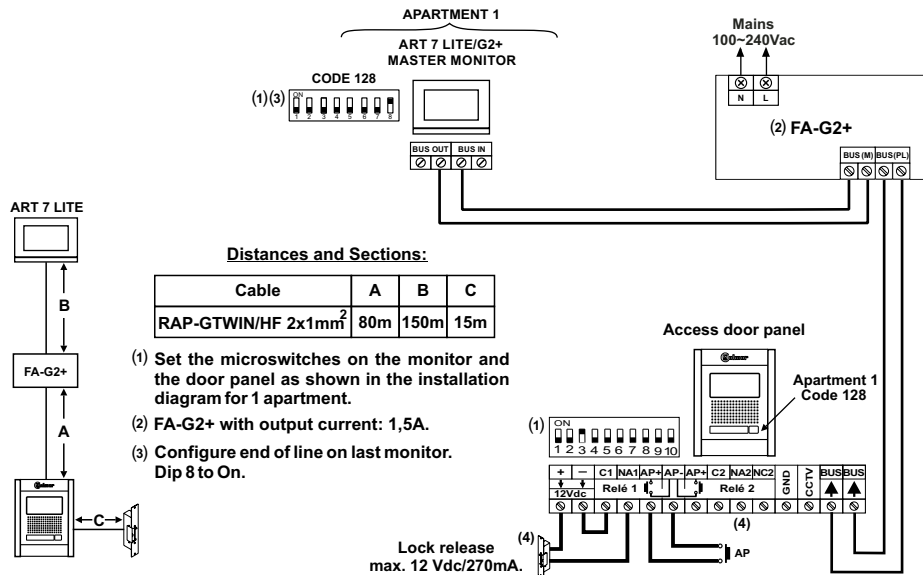 APARTMENT 1
ART 7 LITE/G2+
MASTER MONITOR
CODE 128
(1)(3)
ON
1 2 3 4 5 6 7 8
BUS OUT BUS IN
Mains
100~240Vac
N L
(2) FA-G2+
BUS(M) BUS(PL)
ART 7 LITE
B
FA-G2+
A
Golmar
C
Distances and Sections:
Cable A B C
RAP-GTWIN/HF 2x1mm² 80m 150m 15m
(1) Set the microswitches on the monitor and
the door panel as shown in the installation
diagram for 1 apartment.
(2) FA-G2+ with output current: 1,5A.
(3) Configure end of line on last monitor.
Dip 8 to On.
Access door panel
Golmar
Apartment 1
Code 128
(1)
ON
1 2 3 4 5 6 7 8 9 10
+ – C1 NA1 AP+ AP- AP+ C2 NA2 NC2 GND CCTV BUS BUS
12Vdc Relé 1 Relé 2
(4)
(4)
Lock release
max. 12 Vdc/270mA.
AP